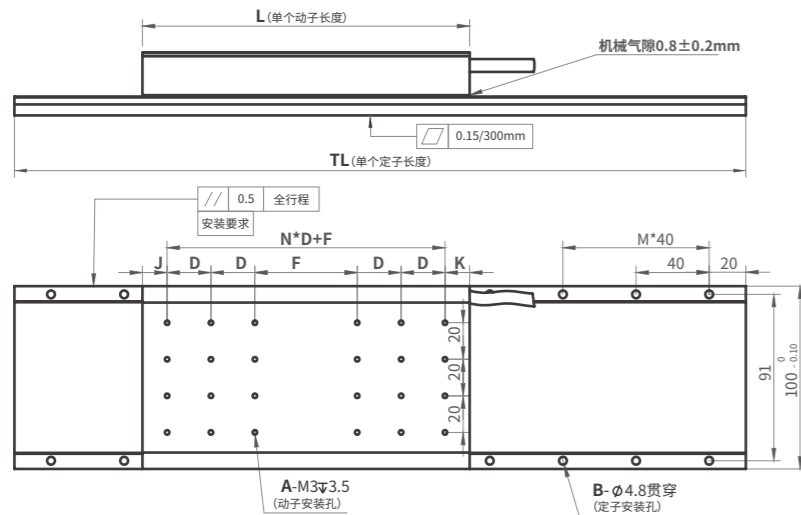 L(单个动子长度)
机械气隙0.8±0.2mm
0.15/300mm
TL(单个定子长度)
// 0.5 全行程
安装要求
N*D+F
M*40
J D D F D D K
40 20
20
20
20
91
100 0 -0.10
A-M3↧3.5
(动子安装孔)
B-ϕ4.8贯穿
(定子安装孔)